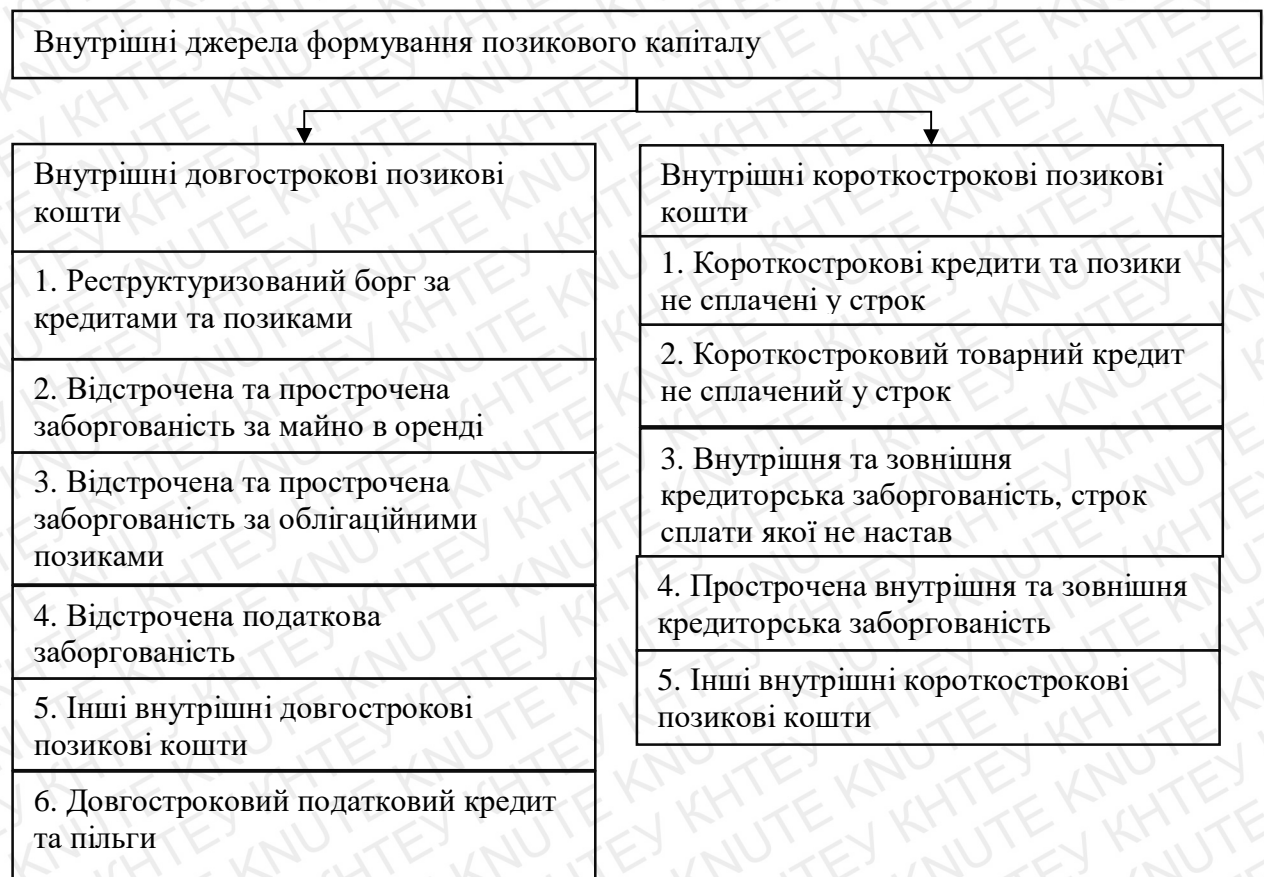 Внутрішні джерела формування позикового капіталу
Внутрішні довгострокові позикові
кошти
1. Реструктуризований борг за
кредитами та позиками
2. Відстрочена та прострочена
заборгованість за майно в оренді
3. Відстрочена та прострочена
заборгованість за облігаційними
позиками
4. Відстрочена податкова
заборгованість
5. Інші внутрішні довгострокові
позикові кошти
6. Довгостроковий податковий кредит
та пільги
Внутрішні короткострокові позикові
кошти
1. Короткострокові кредити та позики
не сплачені у строк
2. Короткостроковий товарний кредит
не сплачений у строк
3. Внутрішня та зовнішня
кредиторська заборгованість, строк
сплати якої не настав
4. Прострочена внутрішня та зовнішня
кредиторська заборгованість
5. Інші внутрішні короткострокові
позикові кошти